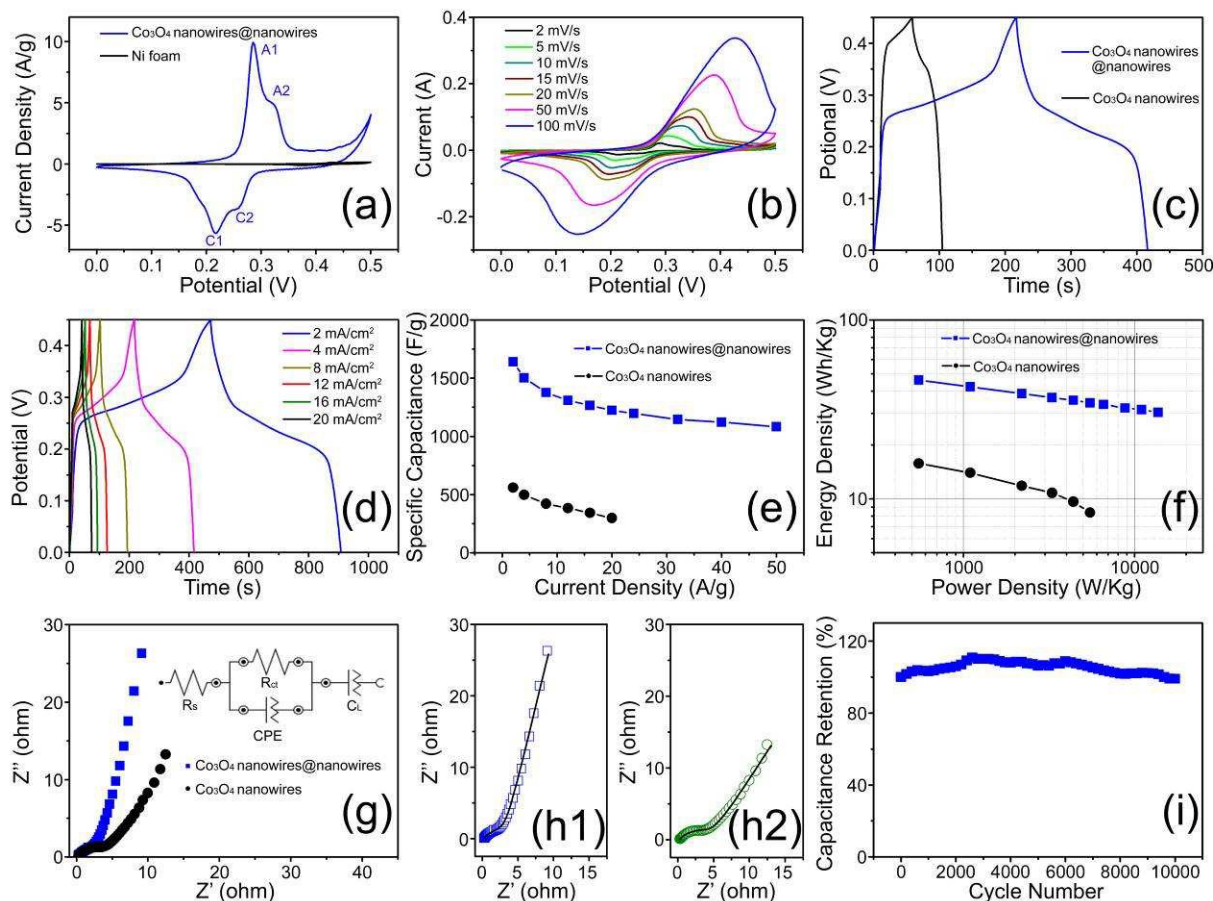 Co₃O₄ nanowires@nanowires
Ni foam
A1
A2
C1
C2
(a)
10
5
0
-5
Current Density (A/g)
0.0 0.1 0.2 0.3 0.4 0.5
Potential (V)
2 mV/s
5 mV/s
10 mV/s
15 mV/s
20 mV/s
50 mV/s
100 mV/s
(b)
0.4
0.2
0.0
-0.2
Current (A)
0.0 0.1 0.2 0.3 0.4 0.5
Potential (V)
Co₃O₄ nanowires
@nanowires
Co₃O₄ nanowires
(c)
0.4
0.3
0.2
0.1
0.0
Potional (V)
0 100 200 300 400 500
Time (s)
2 mA/cm²
4 mA/cm²
8 mA/cm²
12 mA/cm²
16 mA/cm²
20 mA/cm²
(d)
0.4
0.3
0.2
0.1
0.0
Potential (V)
0 200 400 600 800 1000
Time (s)
Co₃O₄ nanowires@nanowires
Co₃O₄ nanowires
(e)
2000
1500
1000
500
0
Specific Capacitance (F/g)
0 10 20 30 40 50
Current Density (A/g)
Co₃O₄ nanowires@nanowires
Co₃O₄ nanowires
(f)
100
10
Energy Density (Wh/Kg)
1000 10000
Power Density (W/Kg)
Rs
Rct
CPE
CL
Co₃O₄ nanowires@nanowires
Co₃O₄ nanowires
(g)
30
20
10
0
Z'' (ohm)
0 10 20 30 40
Z' (ohm)
(h1)
30
20
10
0
Z'' (ohm)
0 5 10 15
Z' (ohm)
(h2)
30
20
10
0
Z'' (ohm)
0 5 10 15
Z' (ohm)
(i)
120
80
40
0
Capacitance Retention (%)
0 2000 4000 6000 8000 10000
Cycle Number